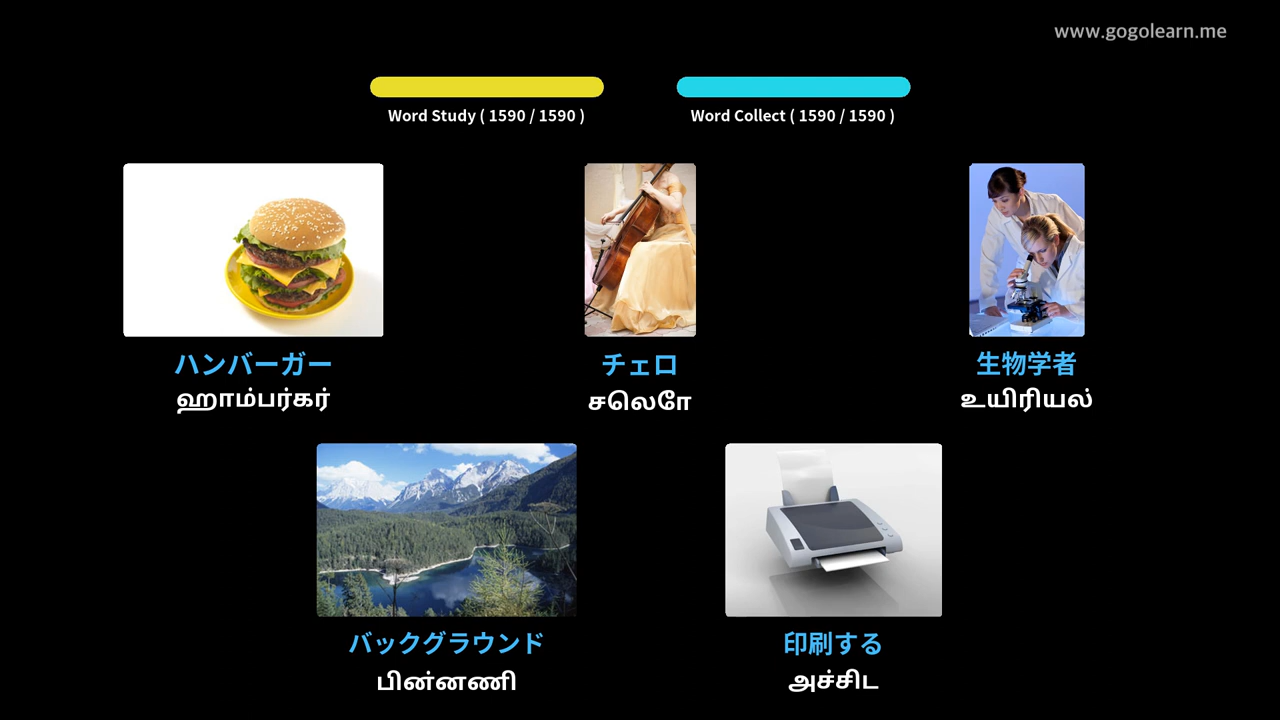 www.gogolearn.me
Word Study ( 1590 / 1590 )
Word Collect ( 1590 / 1590 )
ハンバーガー
ஹாம்பர்கர்
チェロ
சலெரே
生物学者
உயிரியல்
バックグラウンド
பின்னணி
印刷する
அச்சிட